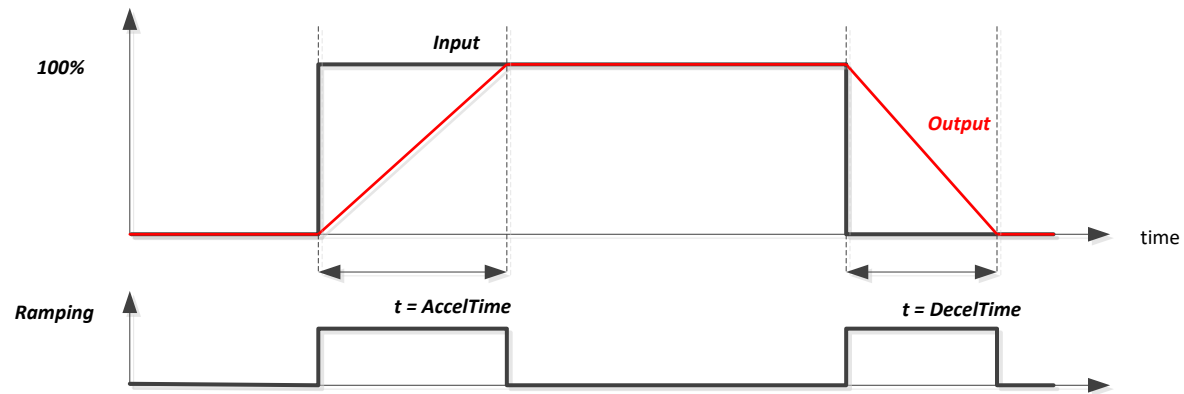 Input
100%
Output
time
t = AccelTime
t = DecelTime
Ramping